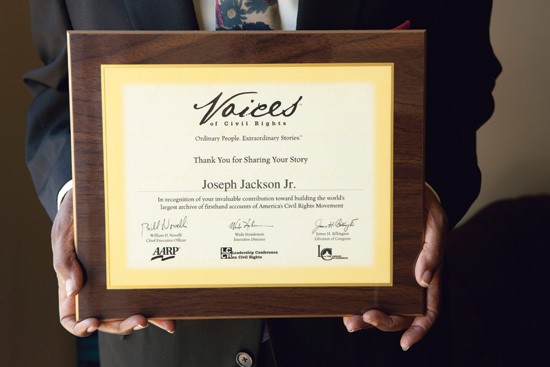 Voices
of Civil Rights
Ordinary People. Extraordinary Stories.™
Thank You for Sharing Your Story
Joseph Jackson Jr.
In recognition of your invaluable contribution toward building the world's
largest archive of firsthand accounts of America's Civil Rights Movement
William D. Novelli
Chief Executive Officer
AARP
Wade Henderson
Executive Director
LCCR Leadership Conference
on Civil Rights
James H. Billington
Librarian of Congress